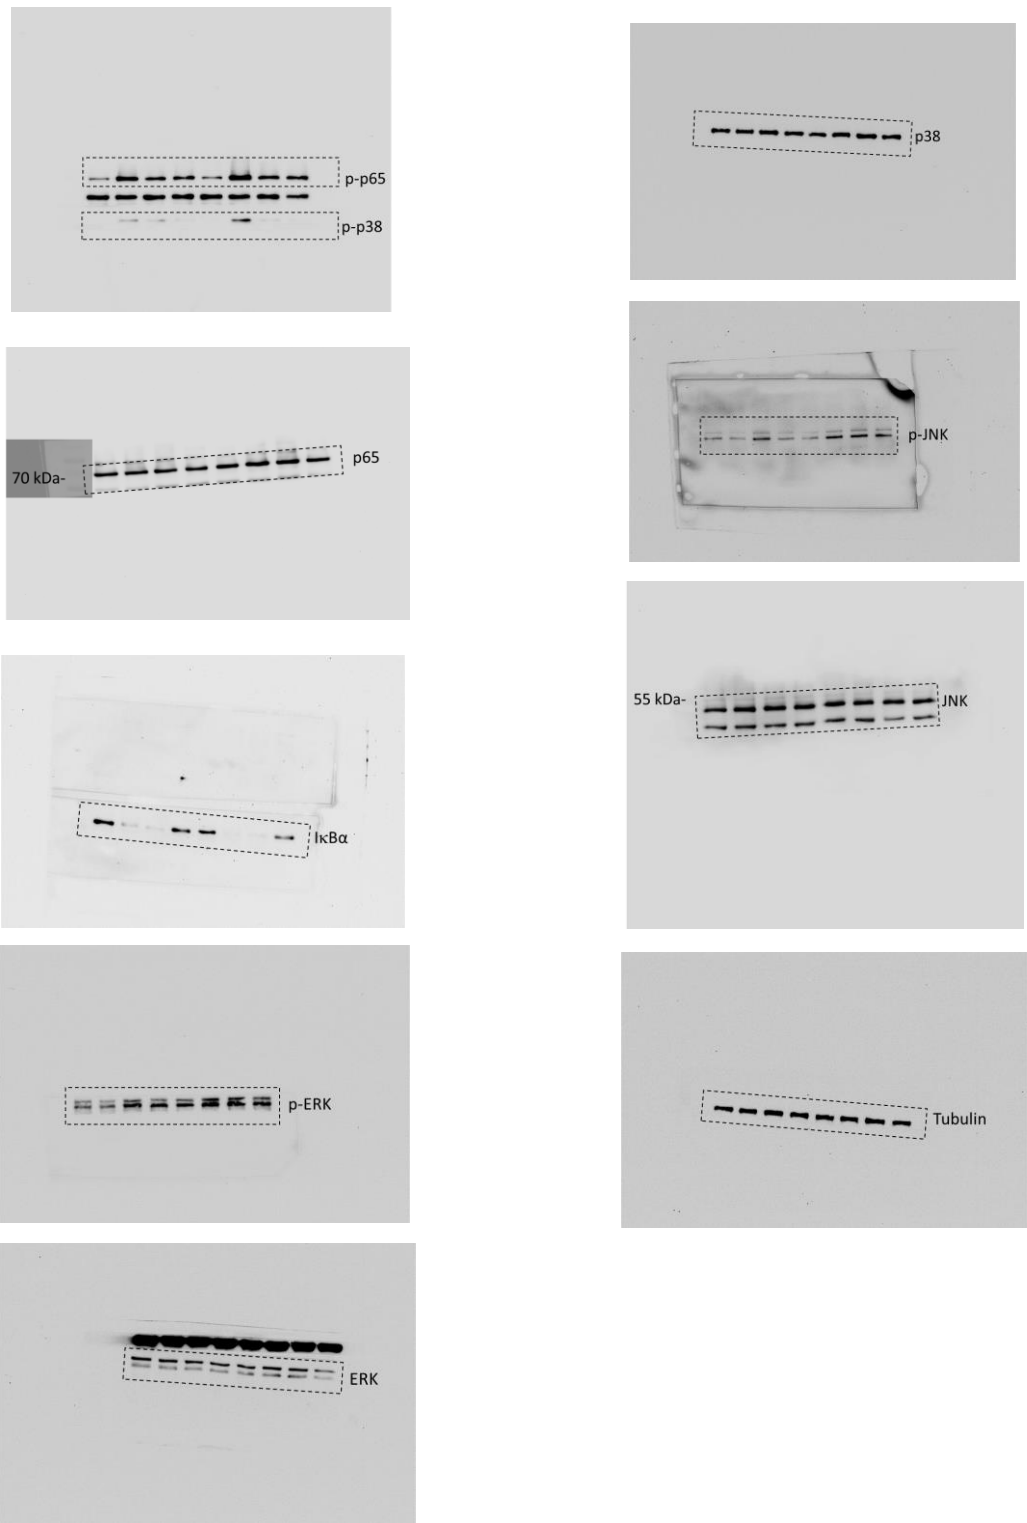 p-p65
p-p38
70 kDa-
p65
IκBα
p-ERK
ERK
p38
p-JNK
55 kDa-
JNK
Tubulin